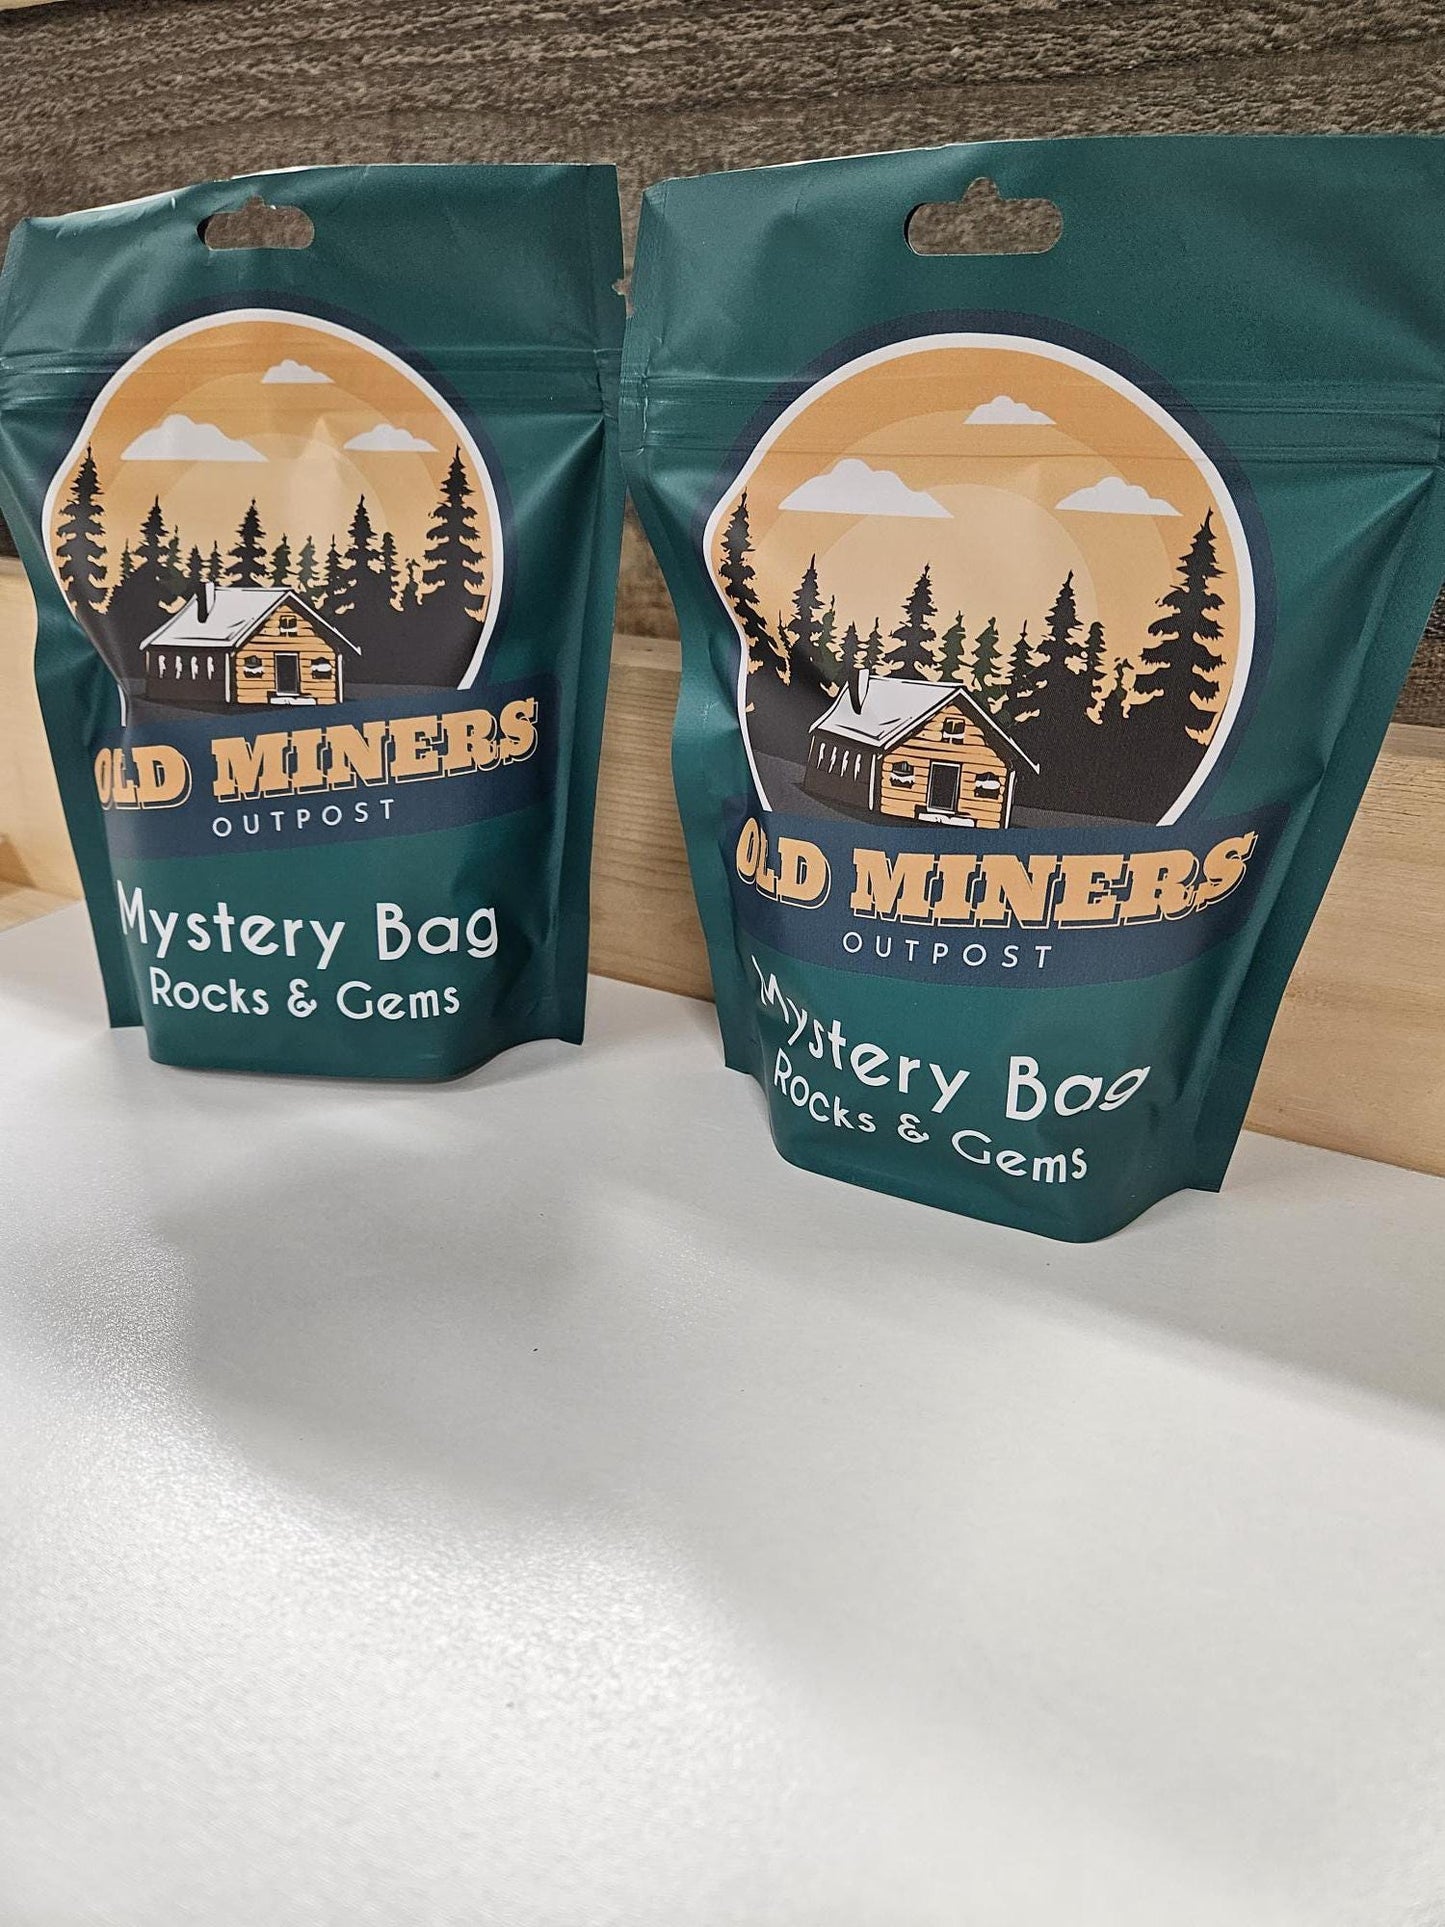 OLD MINERS
OUTPOST
Mystery Bag
Rocks & Gems
OLD MINERS
OUTPOST
Mystery Bag
Rocks & Gems